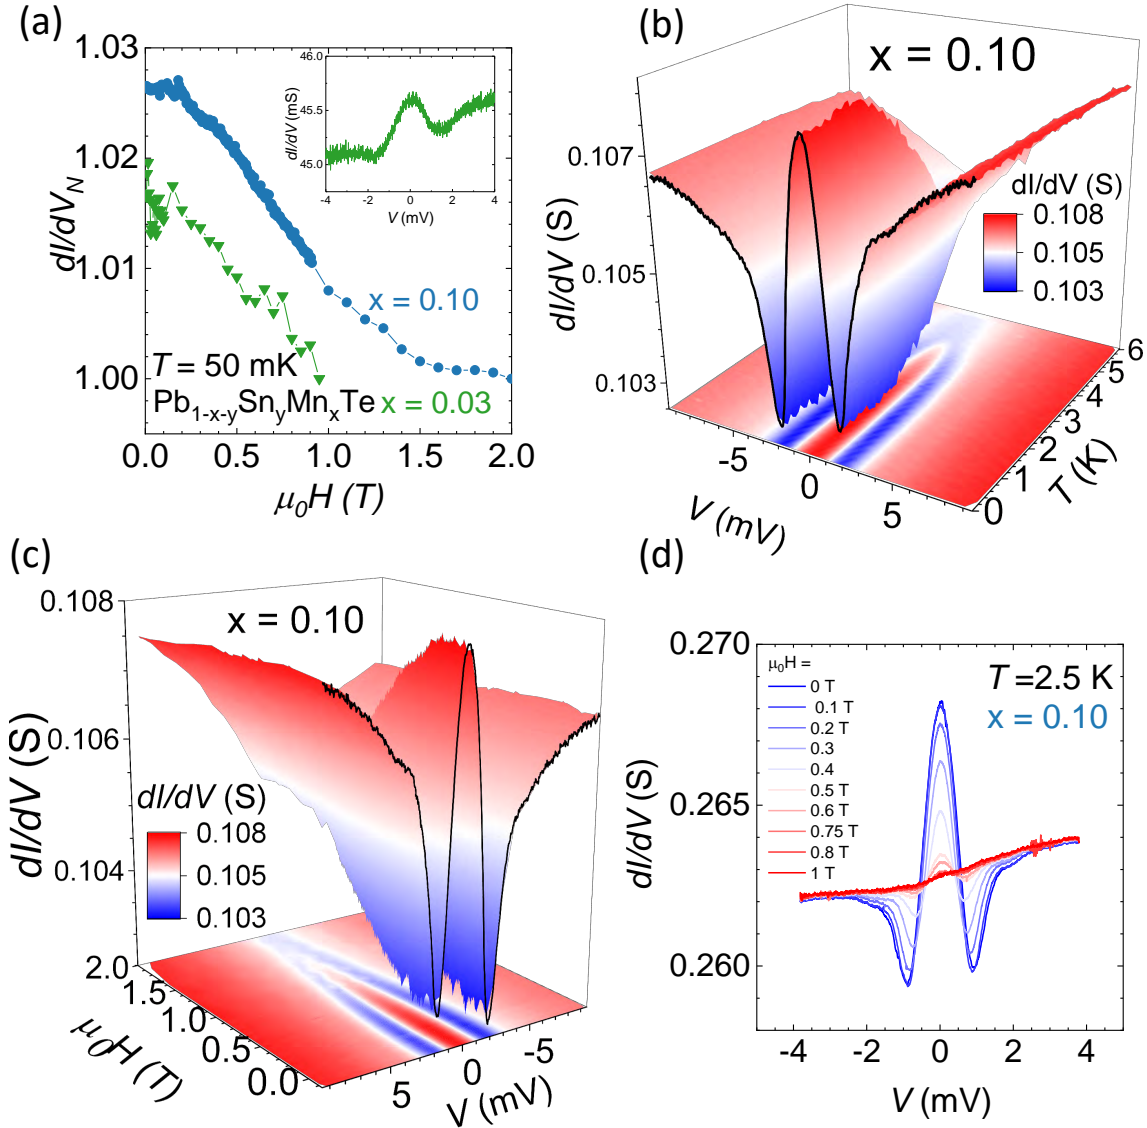 (a)
1.03
1.02
1.01
1.00
dI/dV_N
0.0 0.5 1.0 1.5 2.0
μ₀H (T)
x = 0.10
x = 0.03
T = 50 mK
Pb₁₋ₓ₋ᵧSnᵧMnₓTe
46.0
45.5
45.0
dI/dV (mS)
-4 -2 0 2 4
V (mV)
(b)
x = 0.10
0.107
0.105
0.103
dI/dV (S)
dI/dV (S)
0.108
0.105
0.103
-5 0 5
V (mV)
0 1 2 3 4 5 6
T (K)
(c)
x = 0.10
0.108
0.106
0.104
dI/dV (S)
dI/dV (S)
0.108
0.105
0.103
2.0 1.5 1.0 0.5 0.0
μ₀H (T)
5 0 -5
V (mV)
(d)
0.270
0.265
0.260
dI/dV (S)
μ₀H =
0 T
0.1 T
0.2 T
0.3
0.4
0.5 T
0.6 T
0.75 T
0.8 T
1 T
T =2.5 K
x = 0.10
-4 -2 0 2 4
V (mV)